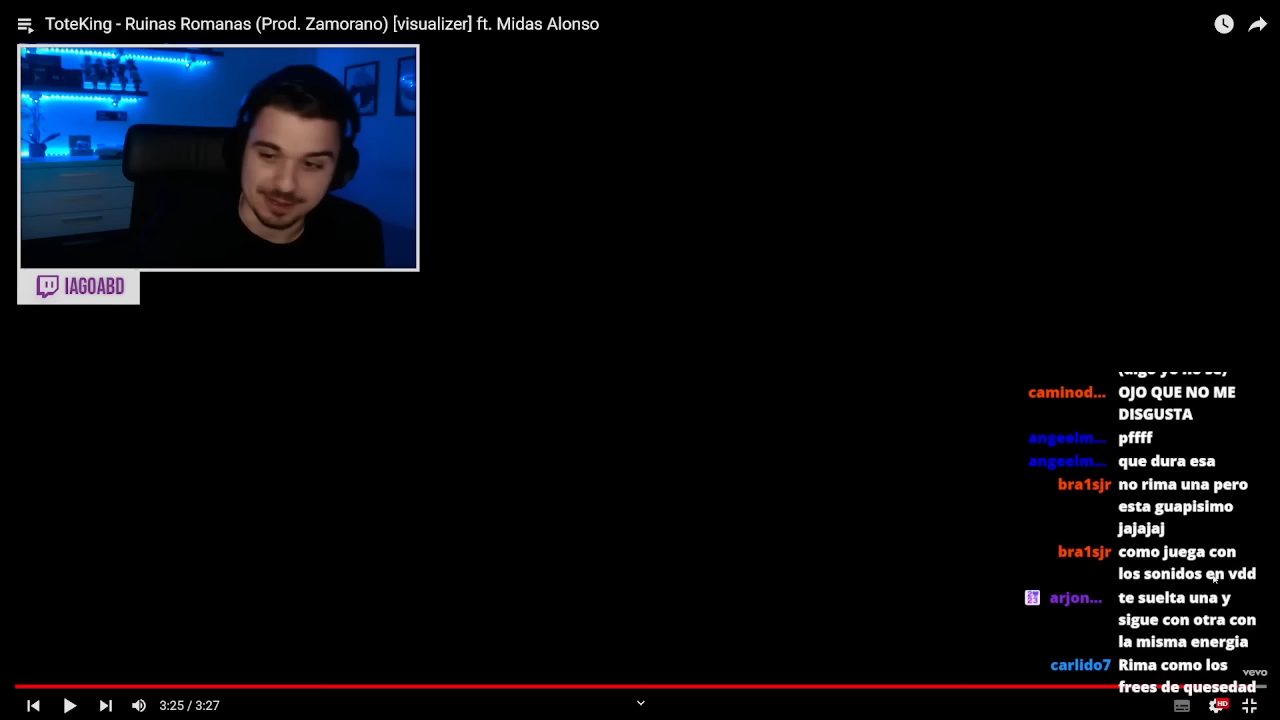 ToteKing - Ruinas Romanas (Prod. Zamorano) [visualizer] ft. Midas Alonso
IAGOABD
caminod... OJO QUE NO ME
DISGUSTA
angeelm... pffff
angeelm... que dura esa
bra1sjr no rima una pero
esta guapisimo
jajajaj
bra1sjr como juega con
los sonidos en vdd
arjon... te suelta una y
sigue con otra con
la misma energia
carlido7 Rima como los
frees de quesedad
vevo
3:25 / 3:27
HD